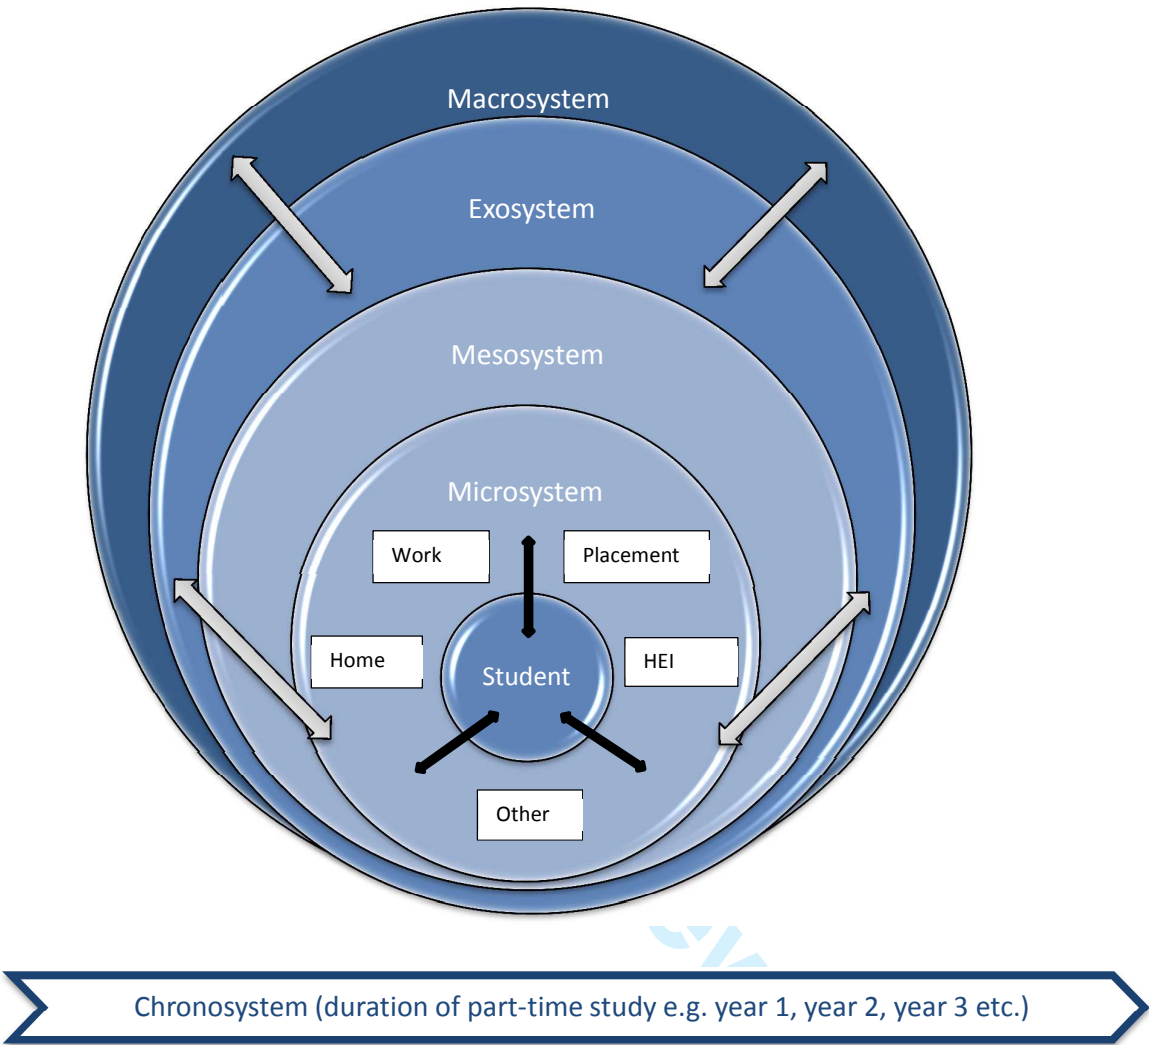 Macrosystem
Exosystem
Mesosystem
Microsystem
Work
Placement
Home
Student
HEI
Other
Chronosystem (duration of part-time study e.g. year 1, year 2, year 3 etc.)